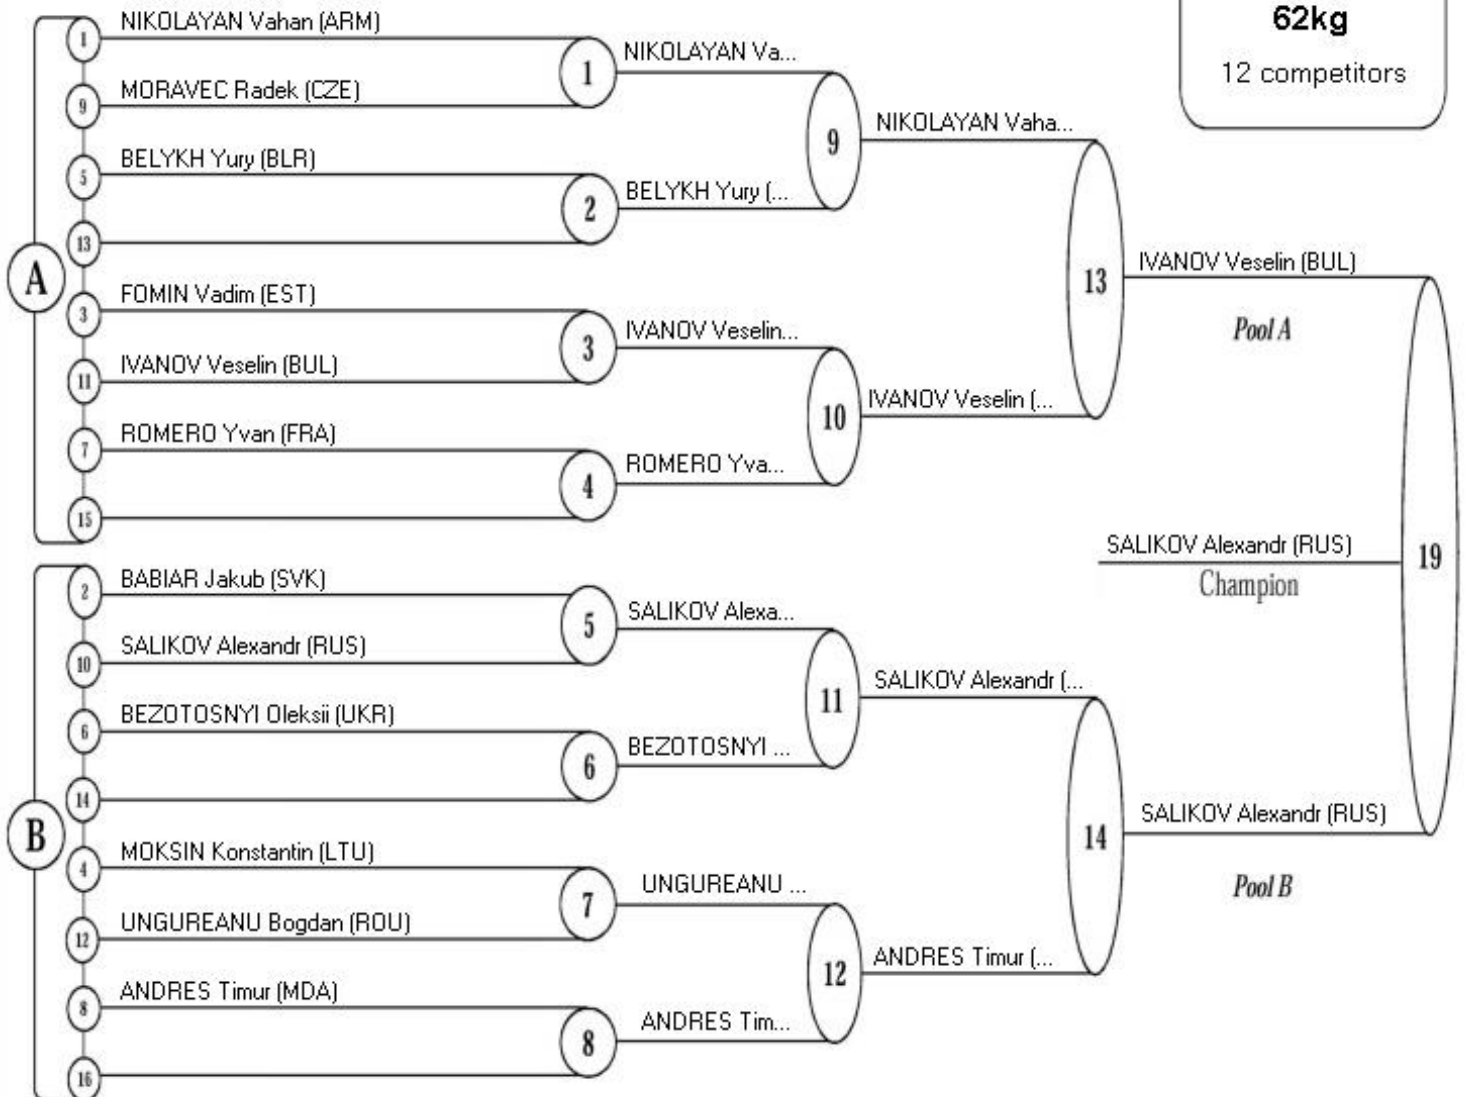 62kg
12 competitors
A
1
NIKOLAYAN Vahan (ARM)
9
MORAVEC Radek (CZE)
5
BELYKH Yury (BLR)
13
3
FOMIN Vadim (EST)
11
IVANOV Veselin (BUL)
7
ROMERO Yvan (FRA)
15
1
NIKOLAYAN Va...
2
BELYKH Yury (...
3
IVANOV Veselin...
4
ROMERO Yva...
9
NIKOLAYAN Vaha...
10
IVANOV Veselin (...
13
IVANOV Veselin (BUL)
Pool A
B
2
BABIAR Jakub (SVK)
10
SALIKOV Alexandr (RUS)
6
BEZOTOSNYI Oleksii (UKR)
14
4
MOKSIN Konstantin (LTU)
12
UNGUREANU Bogdan (ROU)
8
ANDRES Timur (MDA)
16
5
SALIKOV Alexa...
6
BEZOTOSNYI ...
7
UNGUREANU ...
8
ANDRES Tim...
11
SALIKOV Alexandr (...
12
ANDRES Timur (...
14
SALIKOV Alexandr (RUS)
Pool B
19
SALIKOV Alexandr (RUS)
Champion